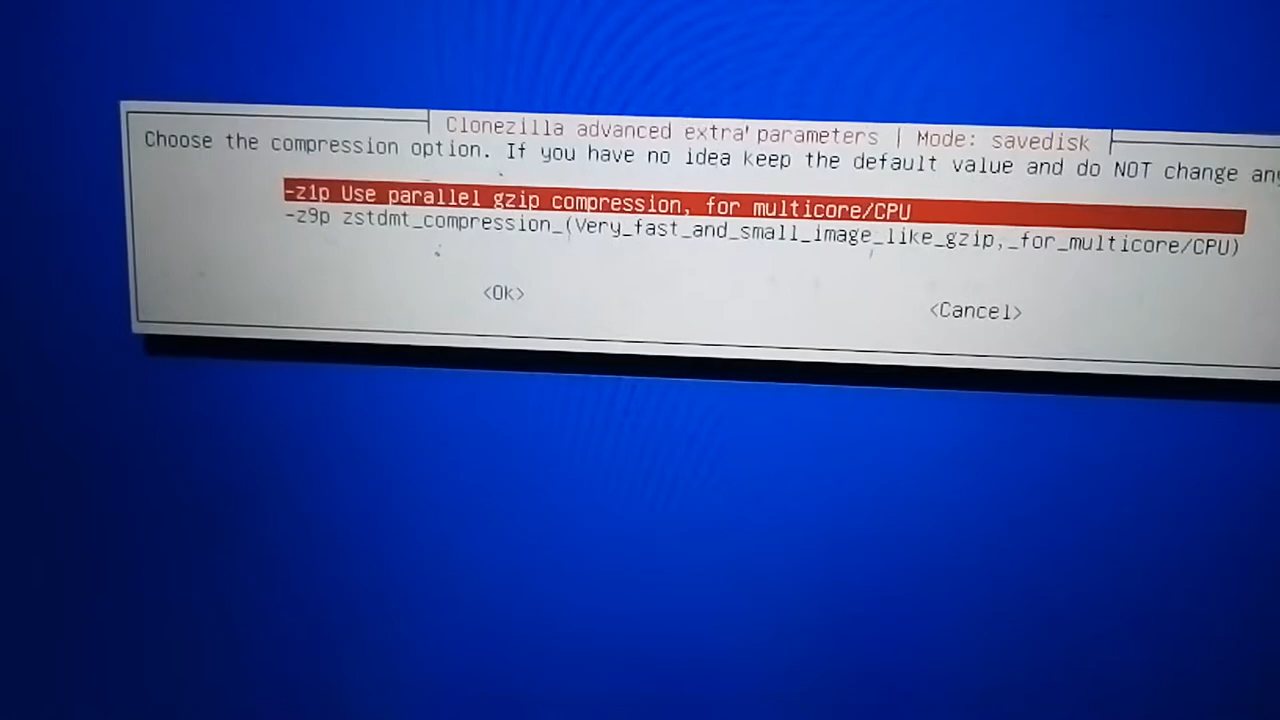 Clonezilla advanced extra parameters | Mode: savedisk
Choose the compression option. If you have no idea keep the default value and do NOT change
-z1p Use parallel gzip compression, for multicore/CPU
-z9p zstdmt_compression_(Very_fast_and_small_image_like_gzip,_for_multicore/CPU)
<Ok> <Cancel>